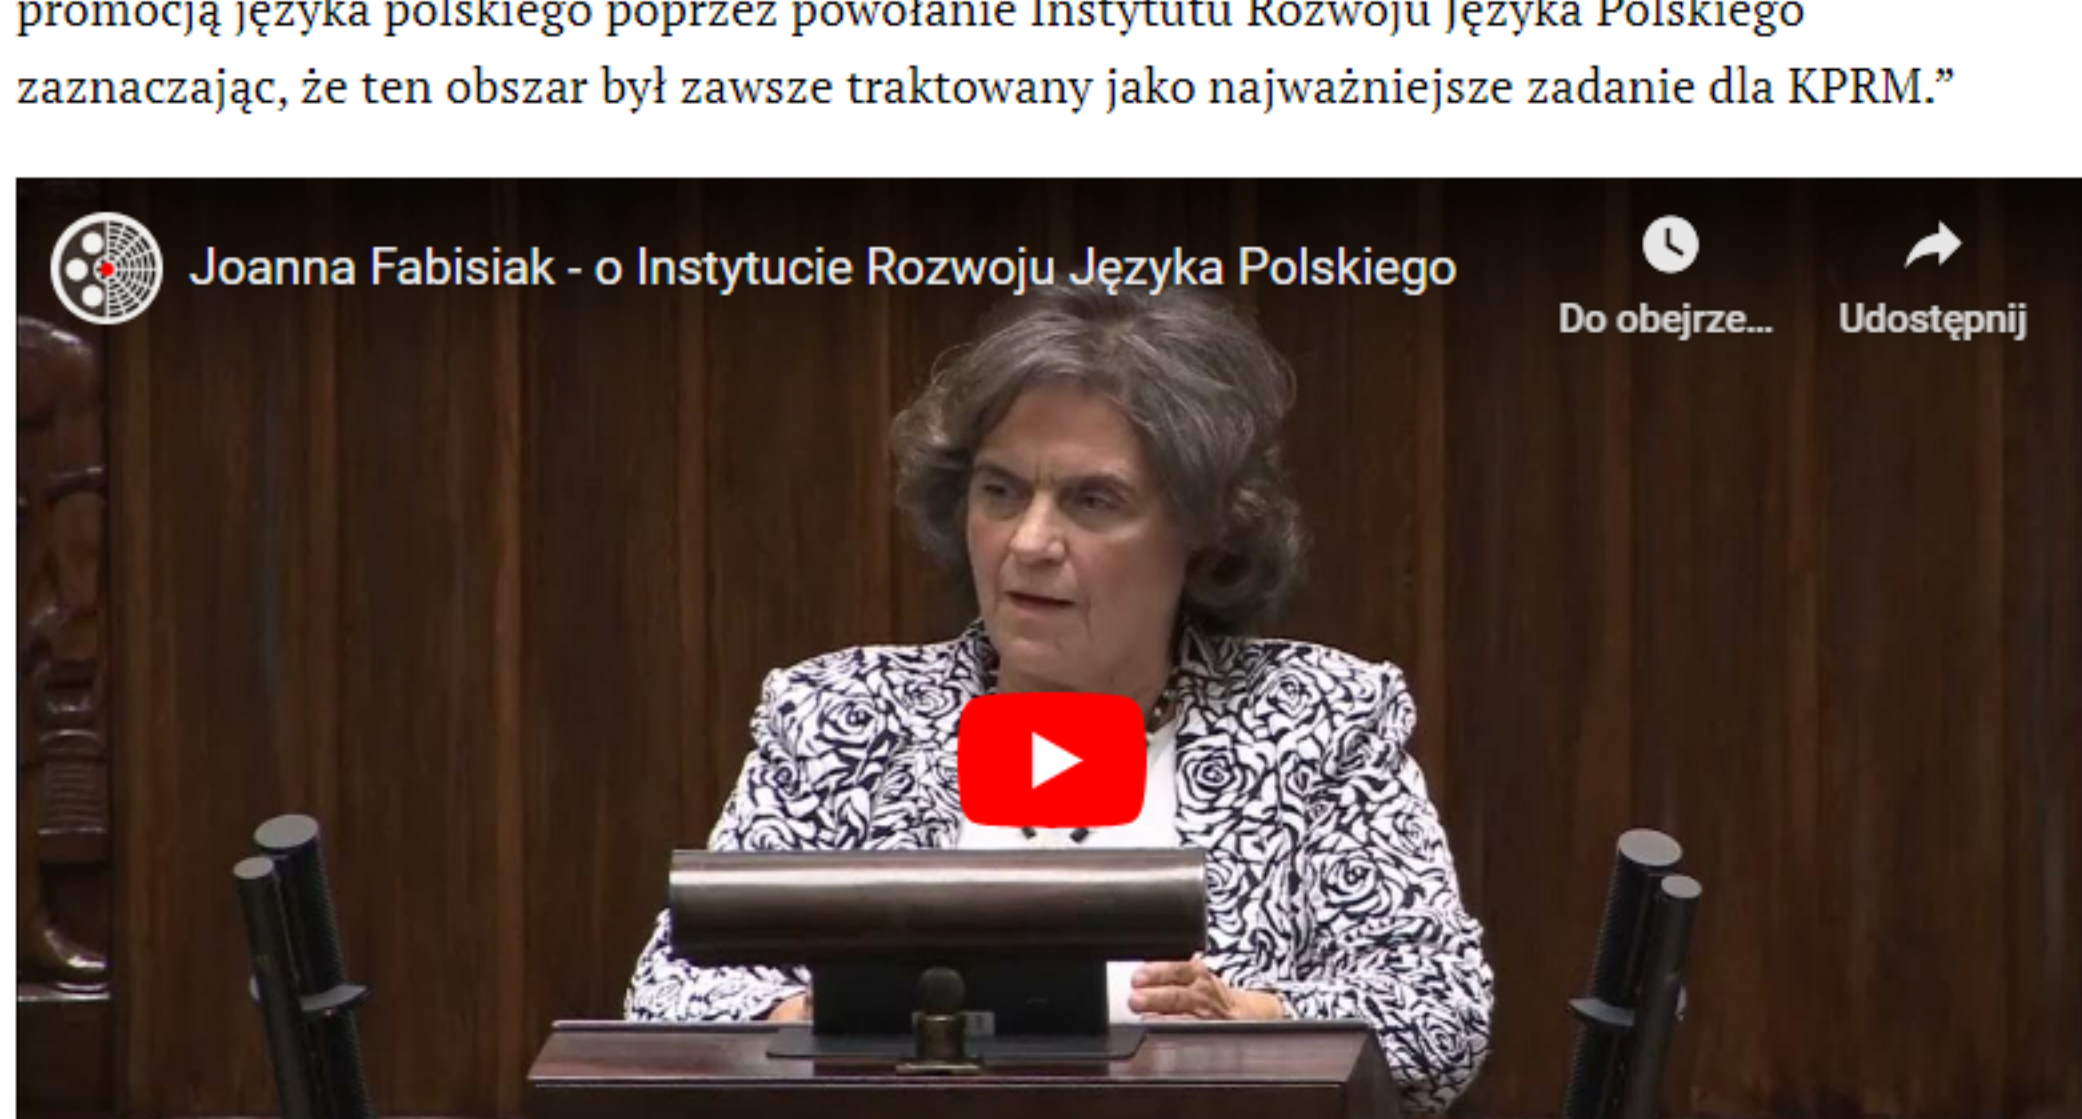 promocją języka polskiego poprzez powołanie Instytutu Rozwoju Języka Polskiego
zaznaczając, że ten obszar był zawsze traktowany jako najważniejsze zadanie dla KPRM.”
Joanna Fabisiak - o Instytucie Rozwoju Języka Polskiego
Do obejrze...
Udostępnij